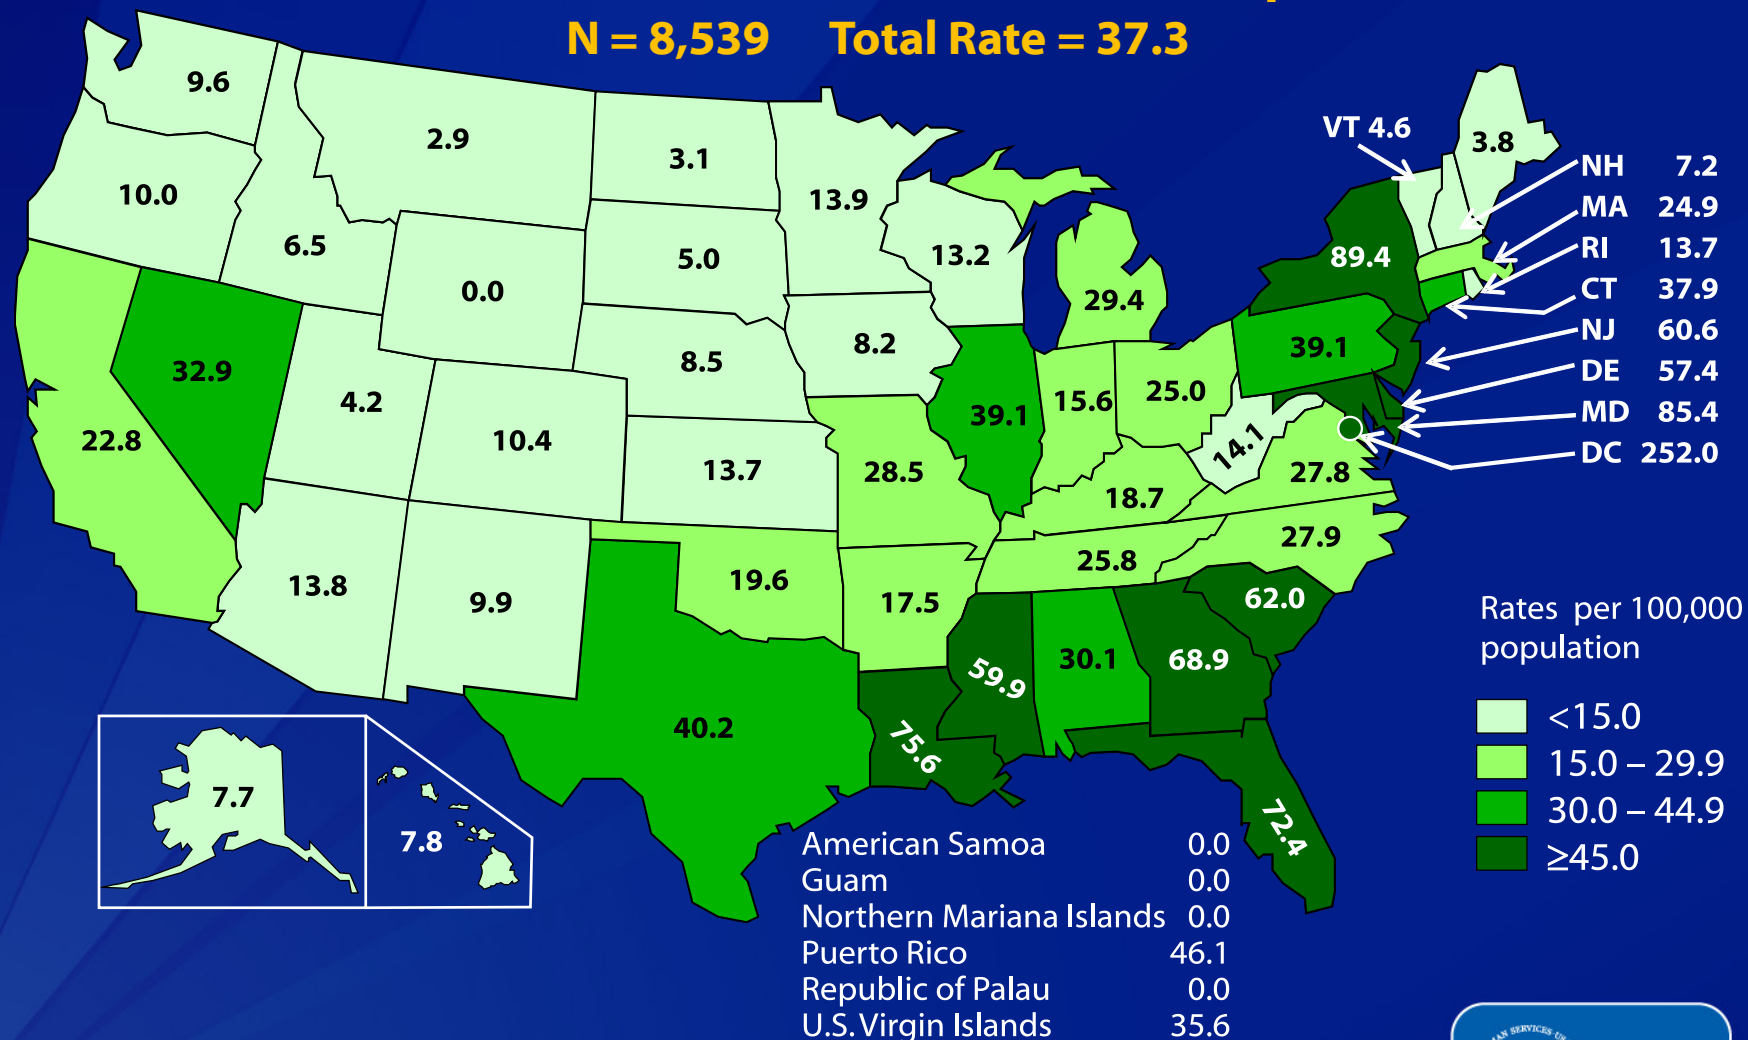 N = 8,539 Total Rate = 37.3
9.6
2.9
3.1
VT 4.6
3.8
NH 7.2
10.0
13.9
MA 24.9
6.5
5.0
13.2
89.4
RI 13.7
0.0
29.4
CT 37.9
32.9
8.5
8.2
39.1
NJ 60.6
4.2
15.6
25.0
DE 57.4
22.8
10.4
13.7
39.1
14.1
MD 85.4
28.5
18.7
27.8
DC 252.0
13.8
9.9
19.6
17.5
25.8
27.9
62.0
Rates per 100,000
population
59.9
30.1
68.9
40.2
75.6
72.4
<15.0
15.0 – 29.9
30.0 – 44.9
≥45.0
7.7
7.8
American Samoa 0.0
Guam 0.0
Northern Mariana Islands 0.0
Puerto Rico 46.1
Republic of Palau 0.0
U.S. Virgin Islands 35.6